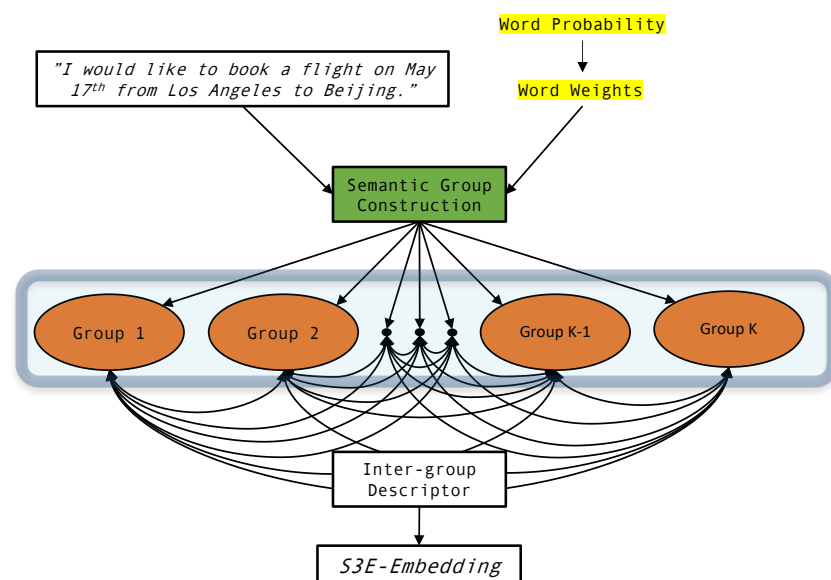 Word Probability
"I would like to book a flight on May
17th from Los Angeles to Beijing."
Word Weights
Semantic Group
Construction
Group 1
Group 2
Group K-1
Group K
Inter-group
Descriptor
S3E-Embedding